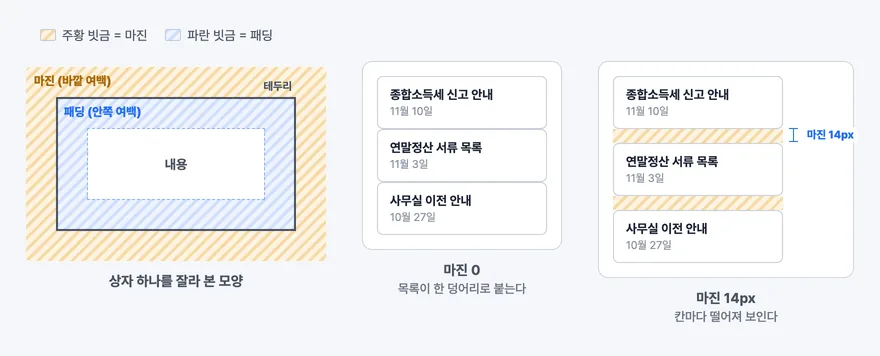 주황 빗금 = 마진
파란 빗금 = 패딩
마진 (바깥 여백)
테두리
패딩 (안쪽 여백)
내용
상자 하나를 잘라 본 모양
종합소득세 신고 안내
11월 10일
연말정산 서류 목록
11월 3일
사무실 이전 안내
10월 27일
마진 0
목록이 한 덩어리로 붙는다
종합소득세 신고 안내
11월 10일
마진 14px
연말정산 서류 목록
11월 3일
사무실 이전 안내
10월 27일
마진 14px
칸마다 떨어져 보인다